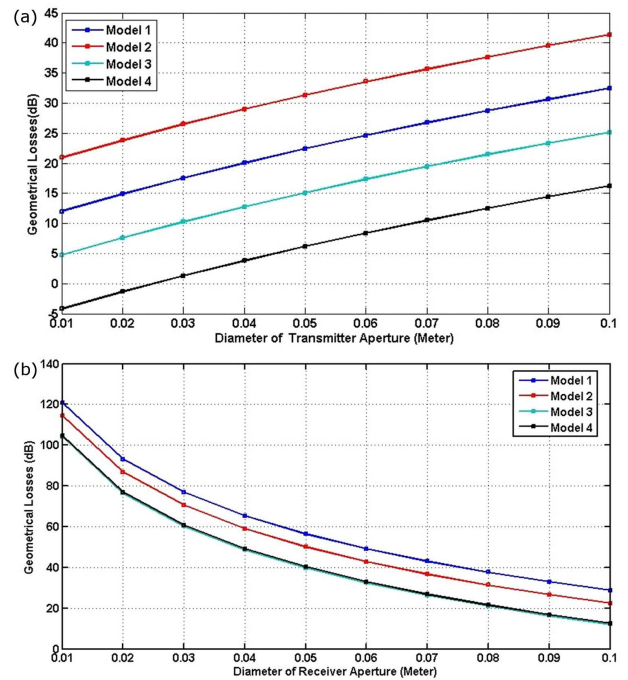 (a)
45
40
35
30
25
20
15
10
5
0
-5
Geometrical Losses(dB)
Model 1
Model 2
Model 3
Model 4
0.01 0.02 0.03 0.04 0.05 0.06 0.07 0.08 0.09 0.1
Diameter of Transmitter Aperture (Meter)
(b)
140
120
100
80
60
40
20
0
Geometrical Losses (dB)
Model 1
Model 2
Model 3
Model 4
0.01 0.02 0.03 0.04 0.05 0.06 0.07 0.08 0.09 0.1
Diameter of Receiver Aperture (Meter)